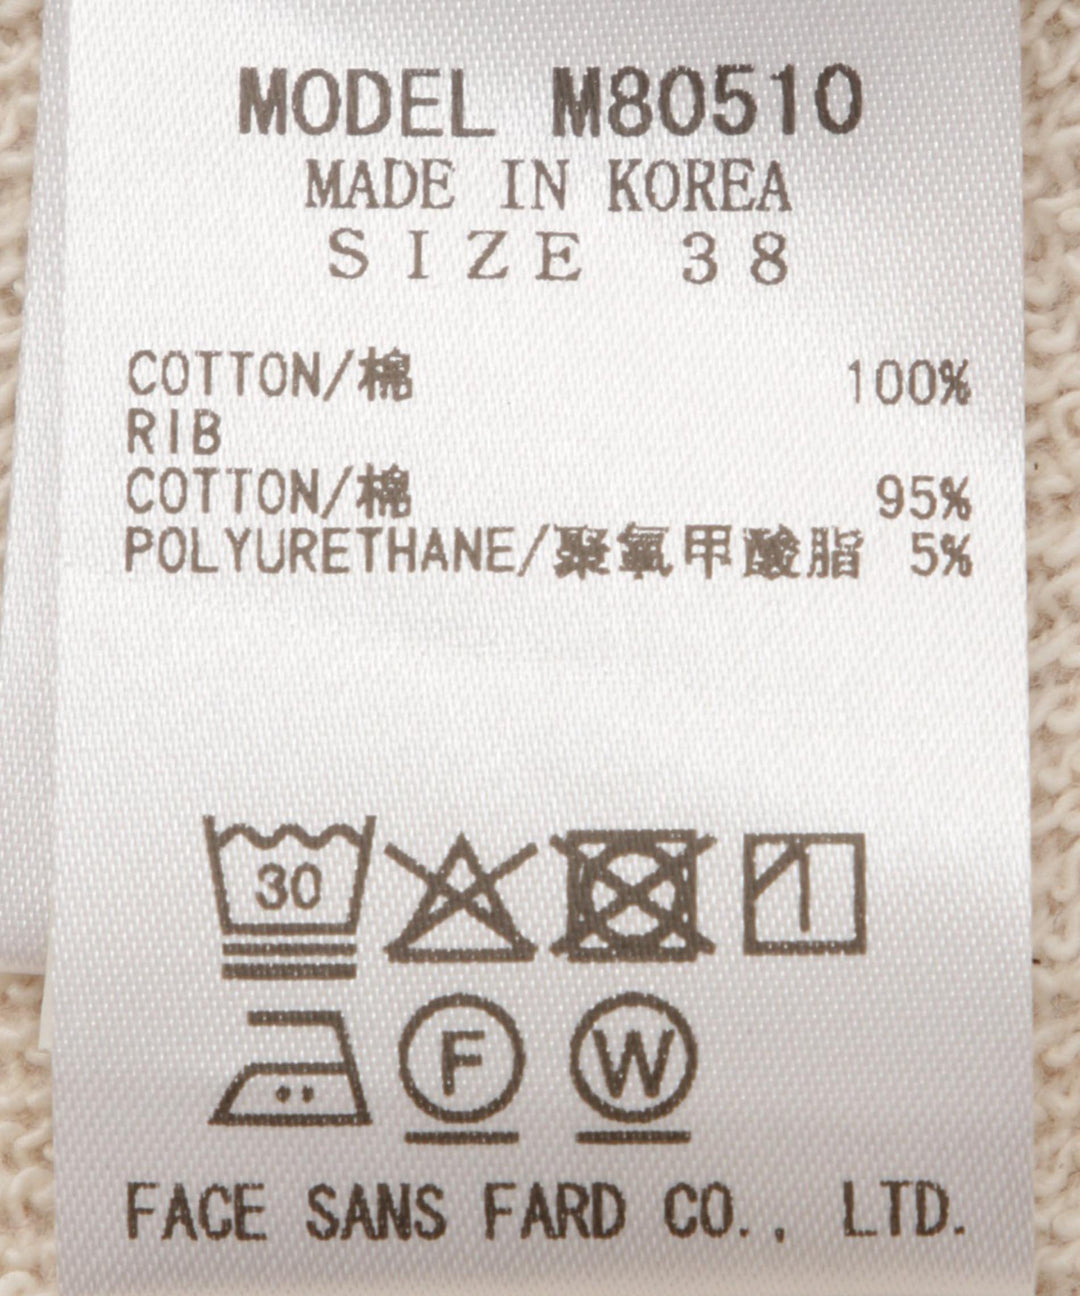 MODEL M80510
MADE IN KOREA
SIZE 38
COTTON/棉 100%
RIB
COTTON/棉 95%
POLYURETHANE/聚氨甲酸脂 5%
30
F W
FACE SANS FARD CO., LTD.